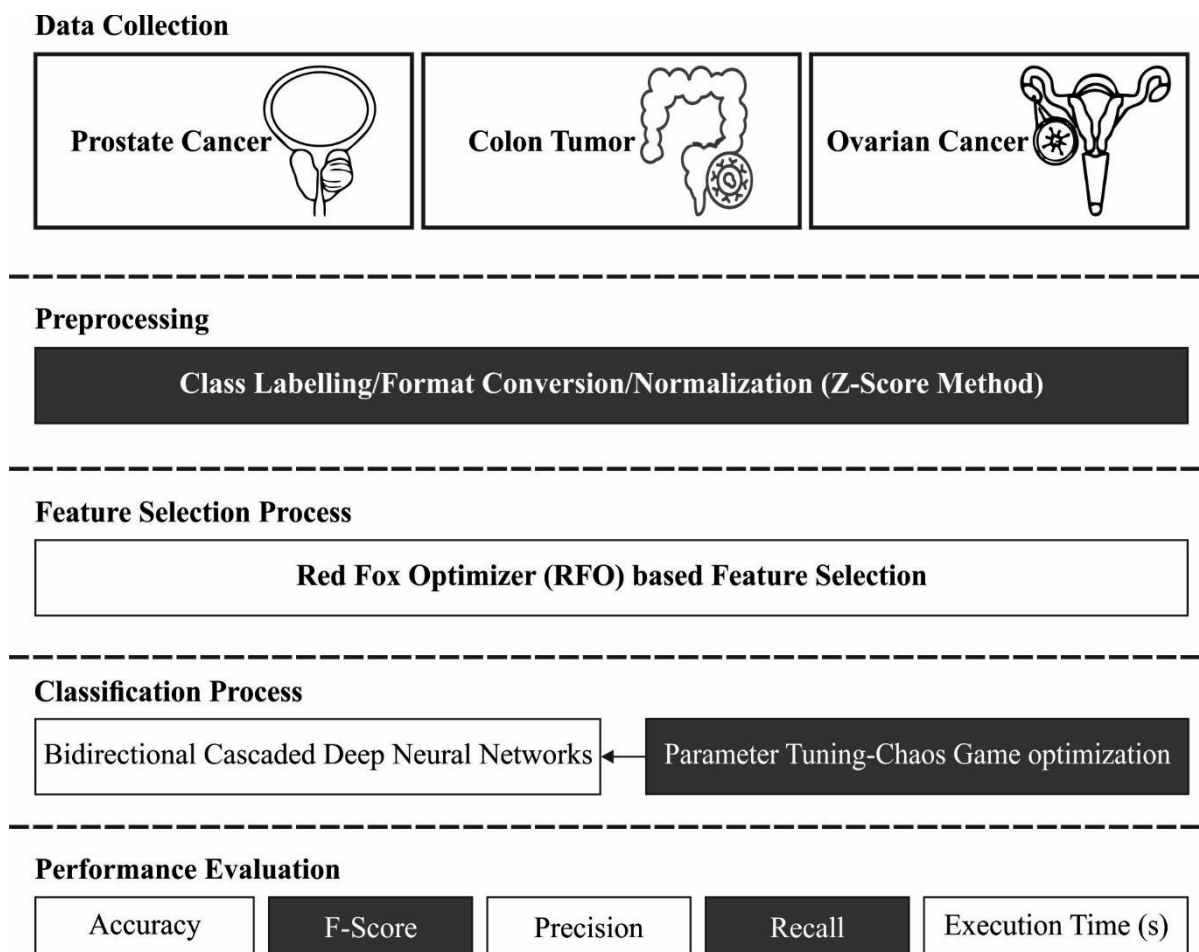 Data Collection
Prostate Cancer
Colon Tumor
Ovarian Cancer
Preprocessing
Class Labelling/Format Conversion/Normalization (Z-Score Method)
Feature Selection Process
Red Fox Optimizer (RFO) based Feature Selection
Classification Process
Bidirectional Cascaded Deep Neural Networks
Parameter Tuning-Chaos Game optimization
Performance Evaluation
Accuracy
F-Score
Precision
Recall
Execution Time (s)